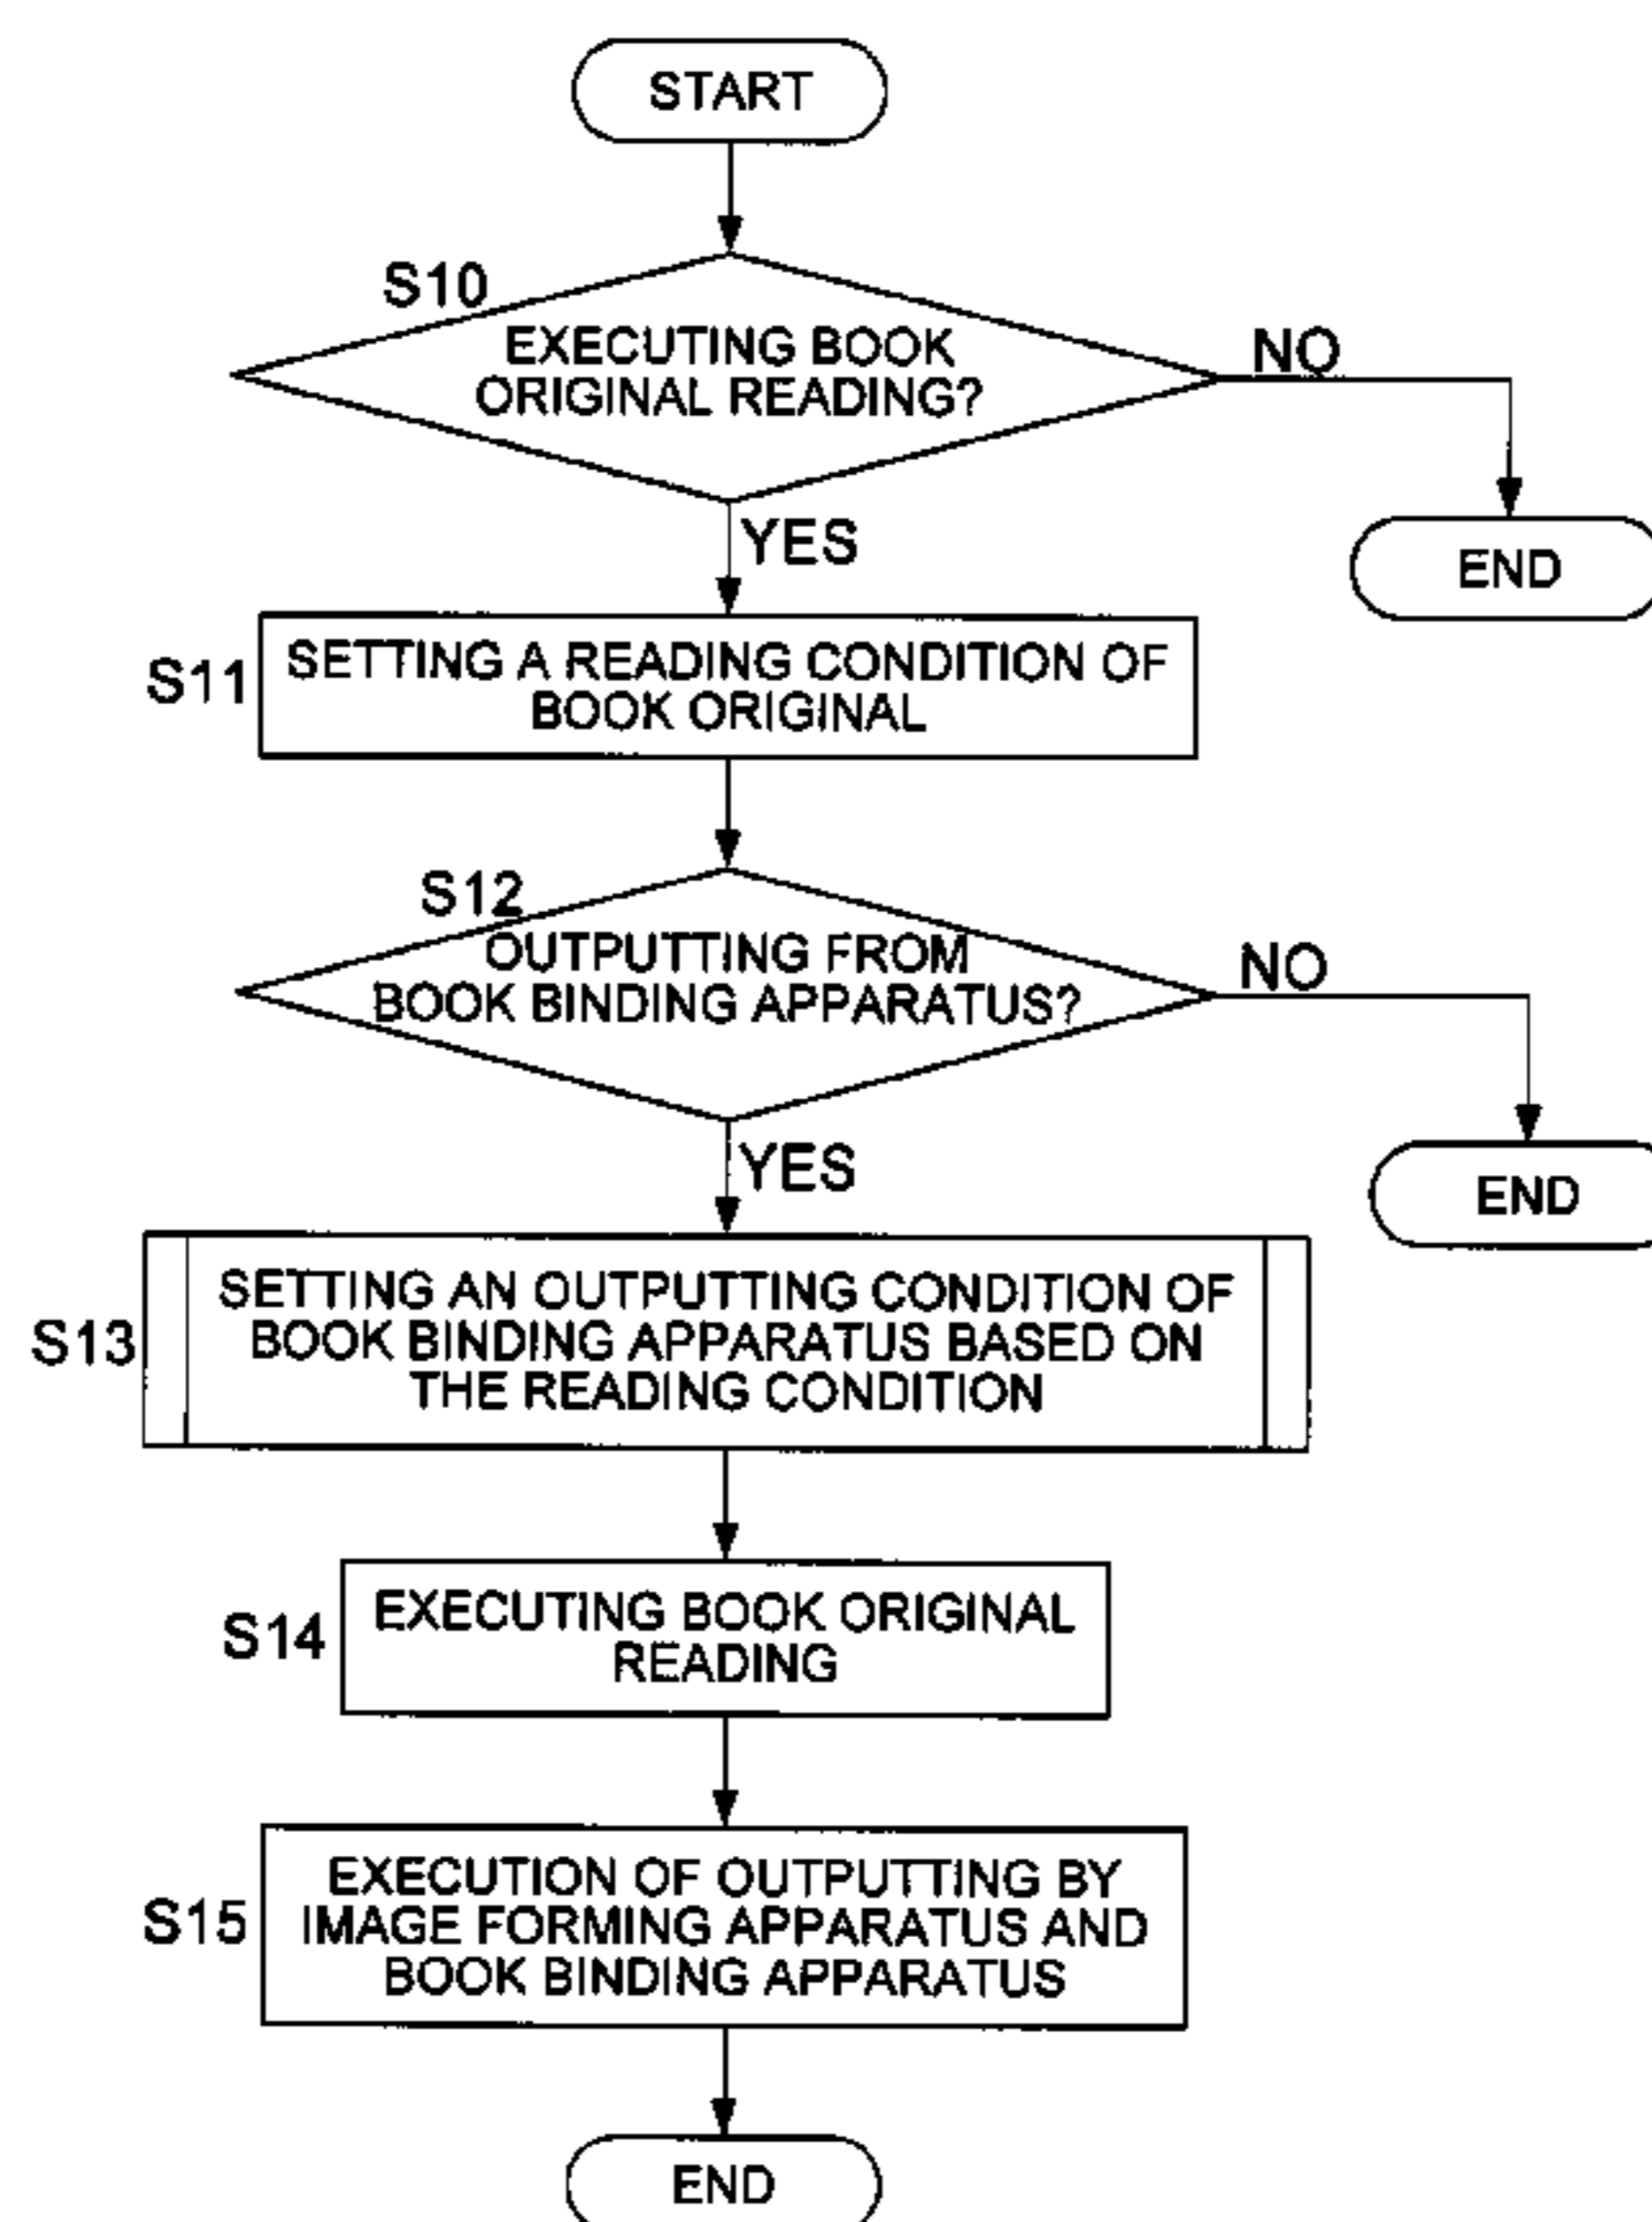 START
S10
EXECUTING BOOK
ORIGINAL READING?
NO
YES
END
S11
SETTING A READING CONDITION OF
BOOK ORIGINAL
S12
OUTPUTTING FROM
BOOK BINDING APPARATUS?
NO
YES
END
S13
SETTING AN OUTPUTTING CONDITION OF
BOOK BINDING APPARATUS BASED ON
THE READING CONDITION
S14
EXECUTING BOOK ORIGINAL
READING
S15
EXECUTION OF OUTPUTTING BY
IMAGE FORMING APPARATUS AND
BOOK BINDING APPARATUS
END